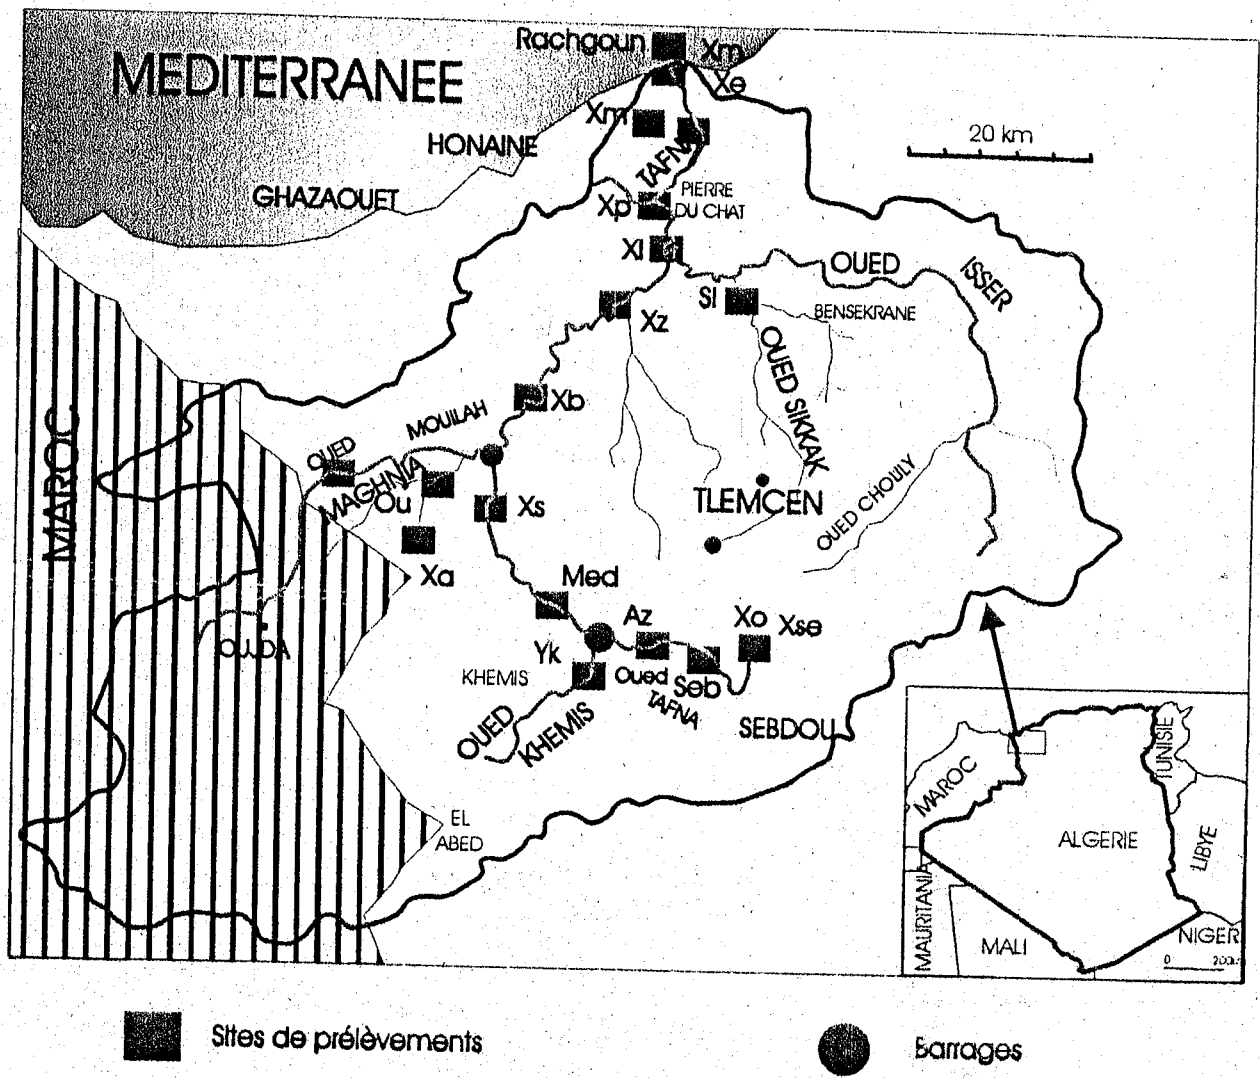 Rachgoun
Xm
MEDITERRANEE
Xe
Xm
20 km
HONAINE
TAFNA
PIERRE
DU CHAT
GHAZAOUET
Xp
Xl
OUED
ISSER
Sl
BENSEKRANE
Xz
OUED SIKKAK
Xb
MOUILAH
OUED
MAROC
MAGHNIA
Ou
Xs
TLEMCEN
OUED CHOULY
Xa
Med
Az
Xo
Xse
OUJDA
Yk
KHEMIS
Oued
Seb
TAFNA
OUED
KHEMIS
SEBDOU
EL
ABED
MAROC
TUNISIE
ALGERIE
LIBYE
MAURITANIA
MALI
NIGER
0
Sites de prélèvements
Barrages